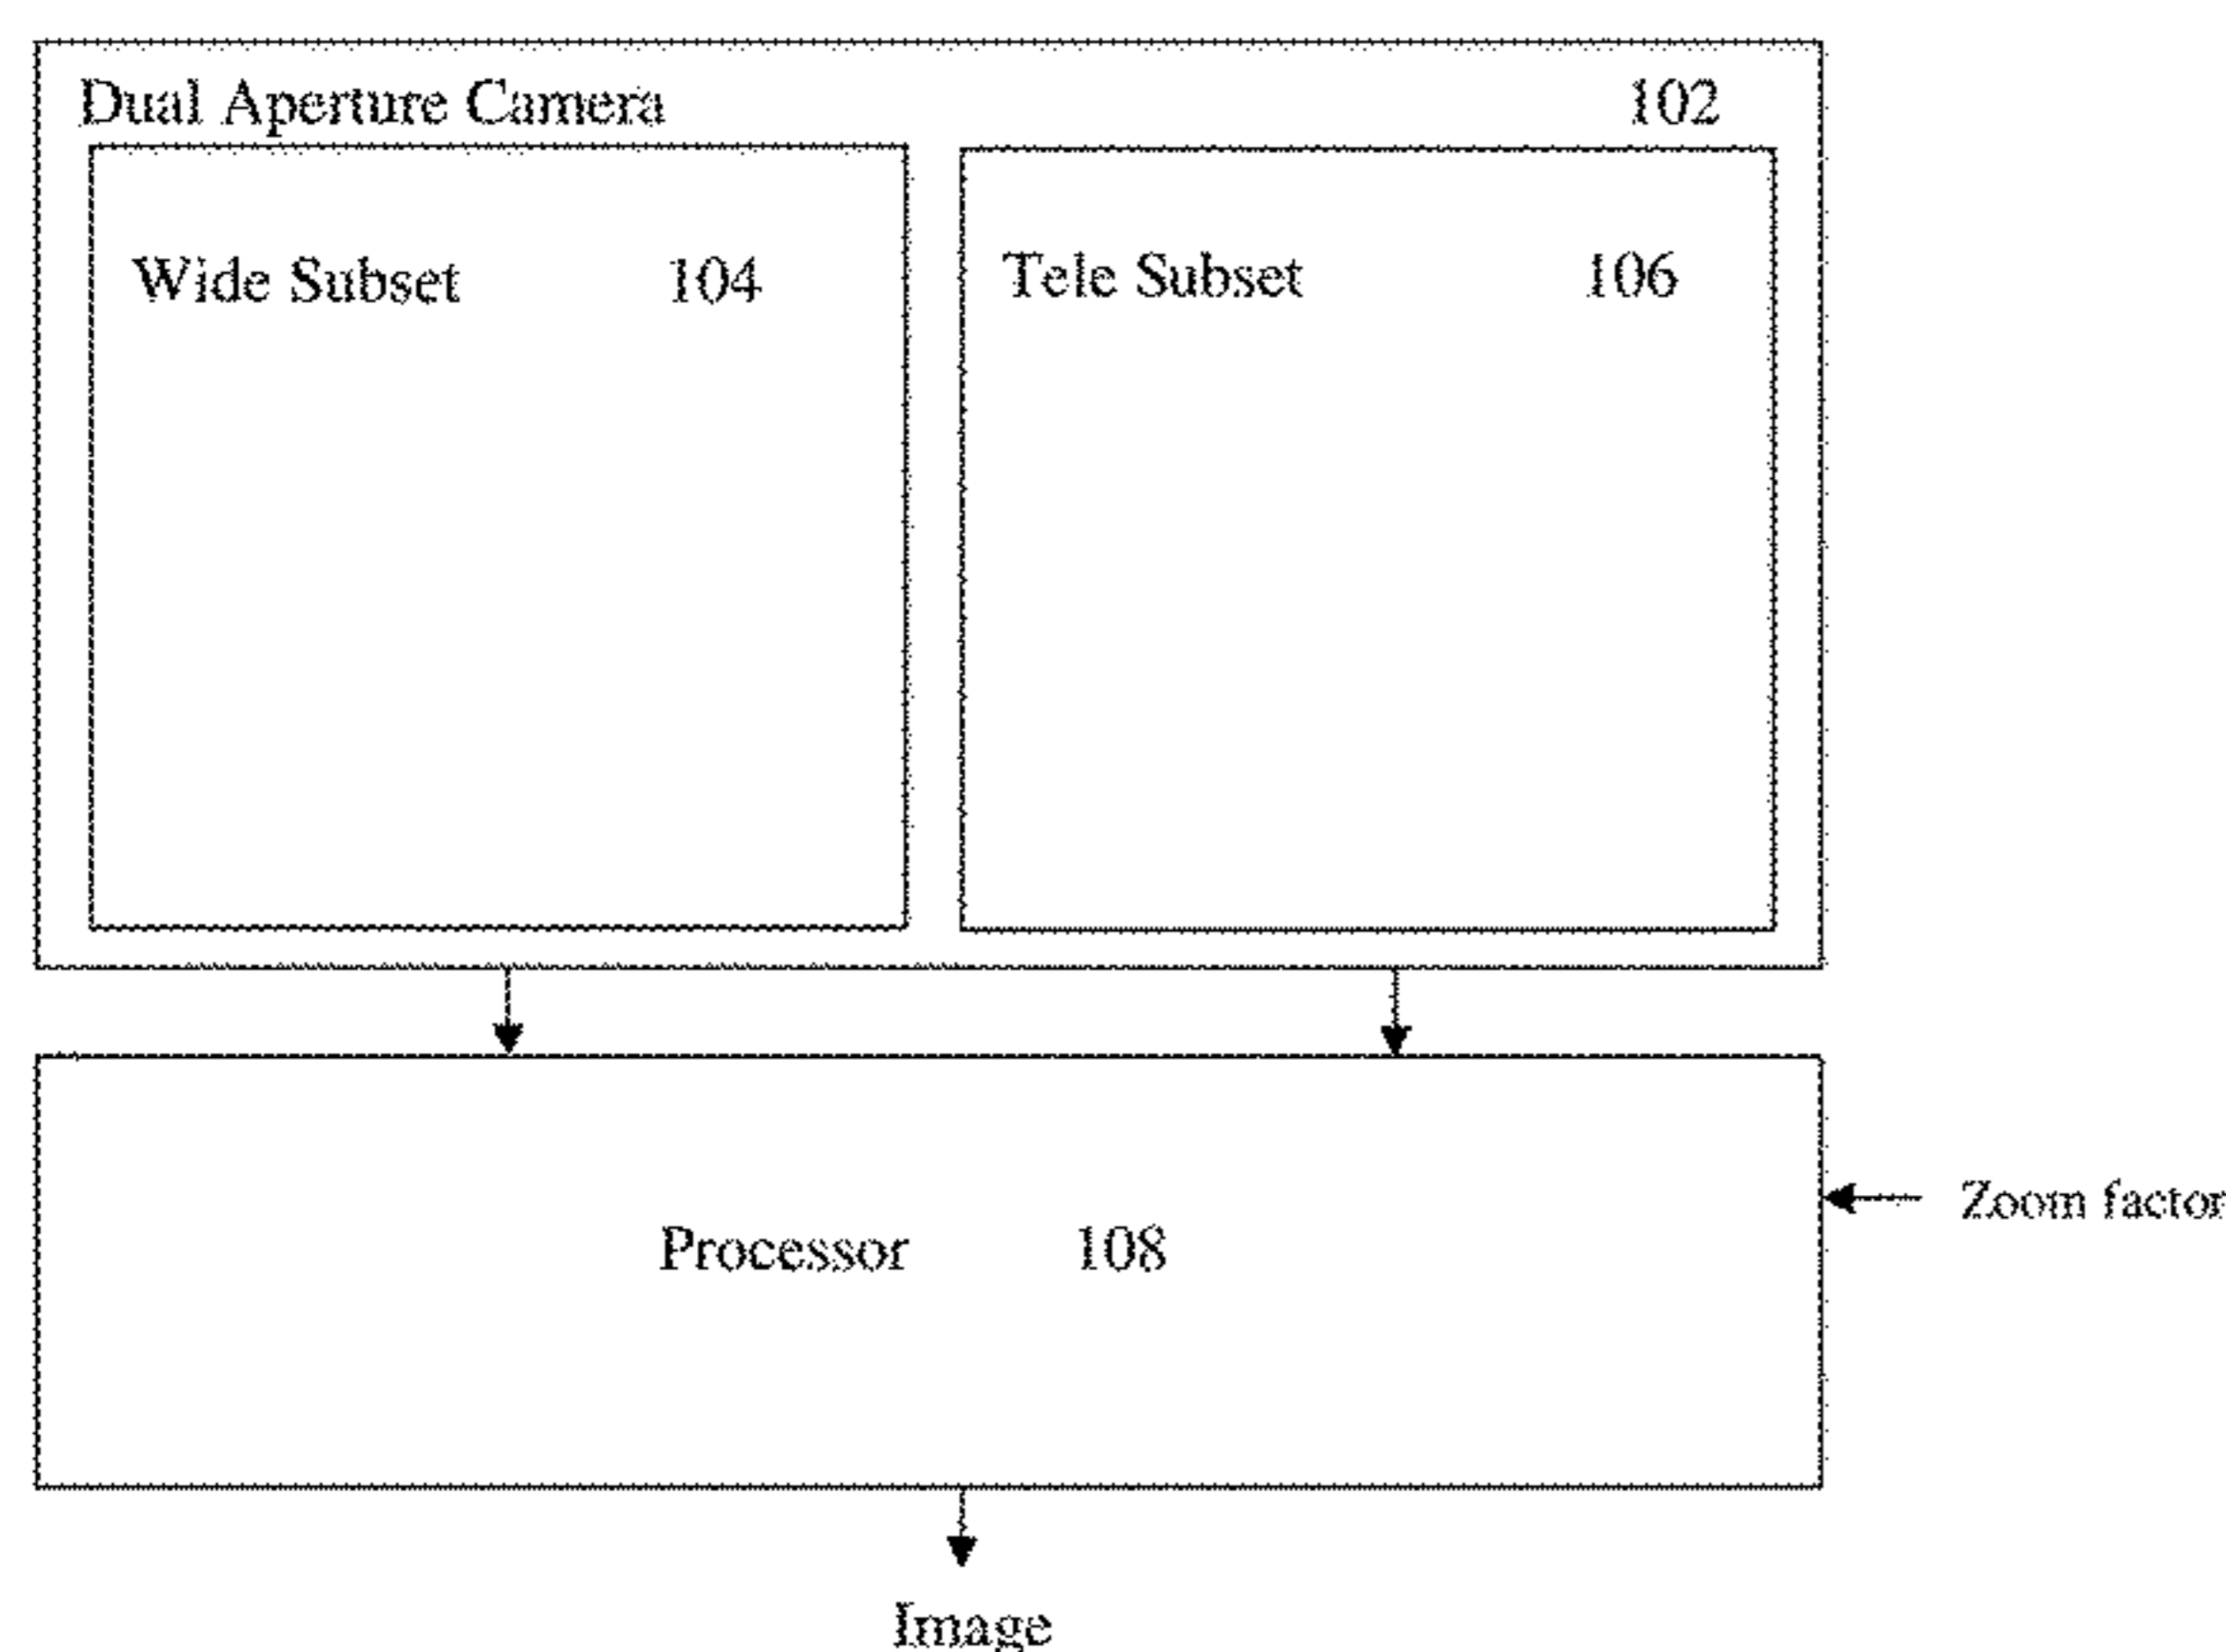 Dual Aperture Camera 102
Wide Subset 104
Tele Subset 106
Processor 108
Zoom factor
Image